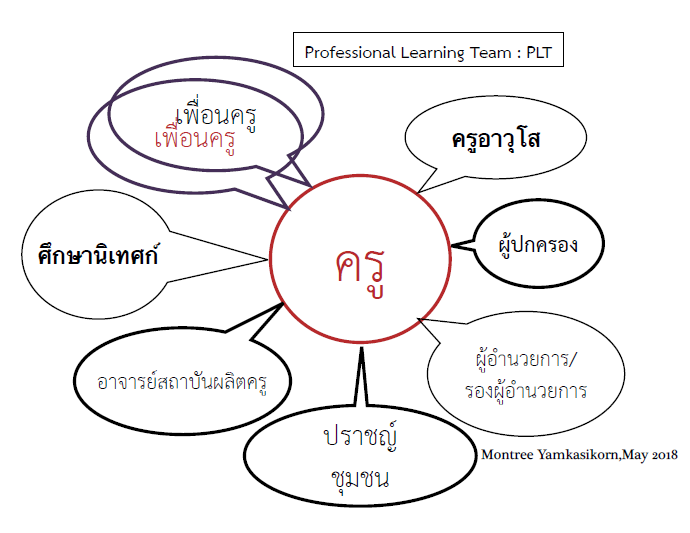 Professional Learning Team : PLT
เพื่อนครู
เพื่อนครู
ครูอาวุโส
ศึกษานิเทศก์
ครู
ผู้ปกครอง
อาจารย์สถาบันผลิตครู
ผู้อำนวยการ/
รองผู้อำนวยการ
ปราชญ์
ชุมชน
Montree Yamkasikorn,May 2018